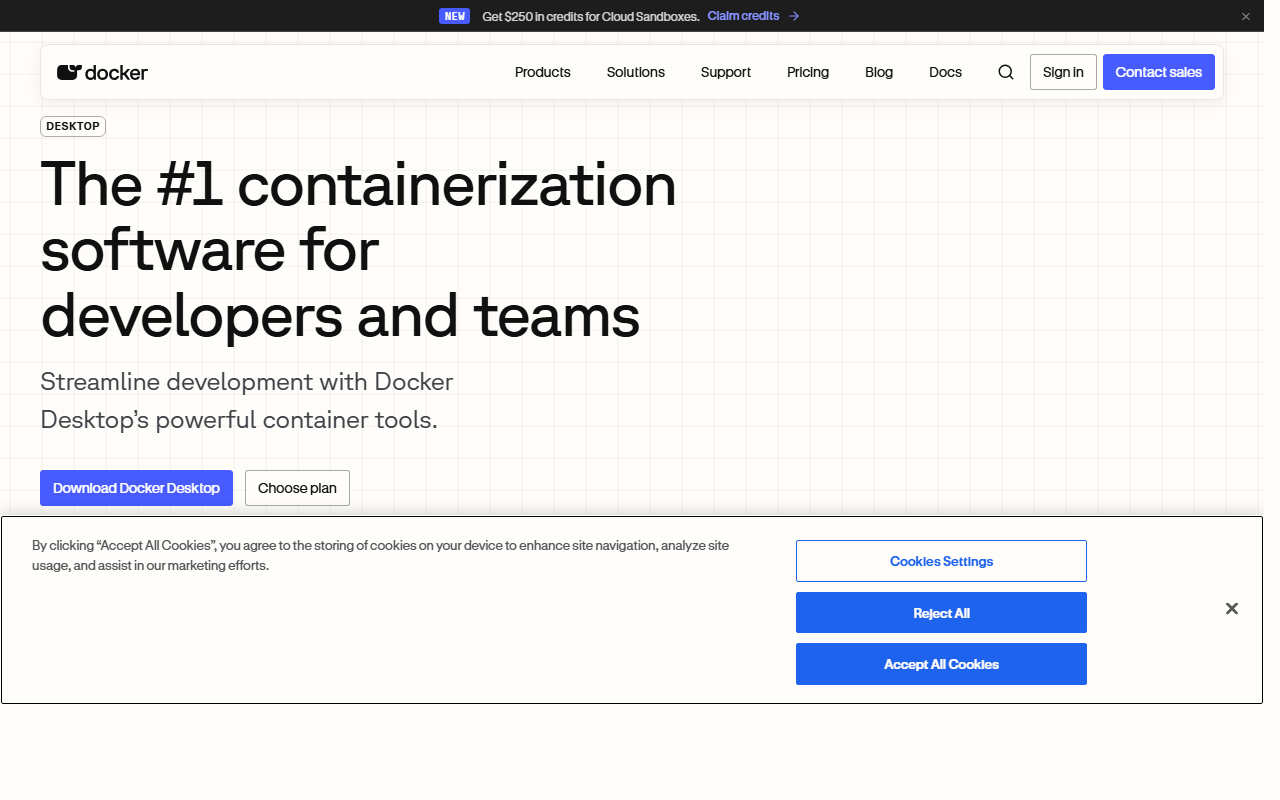 NEW Get $250 in credits for Cloud Sandboxes. Claim credits
docker Products Solutions Support Pricing Blog Docs Sign in Contact sales
DESKTOP
The #1 containerization
software for
developers and teams
Streamline development with Docker
Desktop’s powerful container tools.
Download Docker Desktop Choose plan
By clicking “Accept All Cookies”, you agree to the storing of cookies on your device to enhance site navigation, analyze site
usage, and assist in our marketing efforts.
Cookies Settings
Reject All
Accept All Cookies